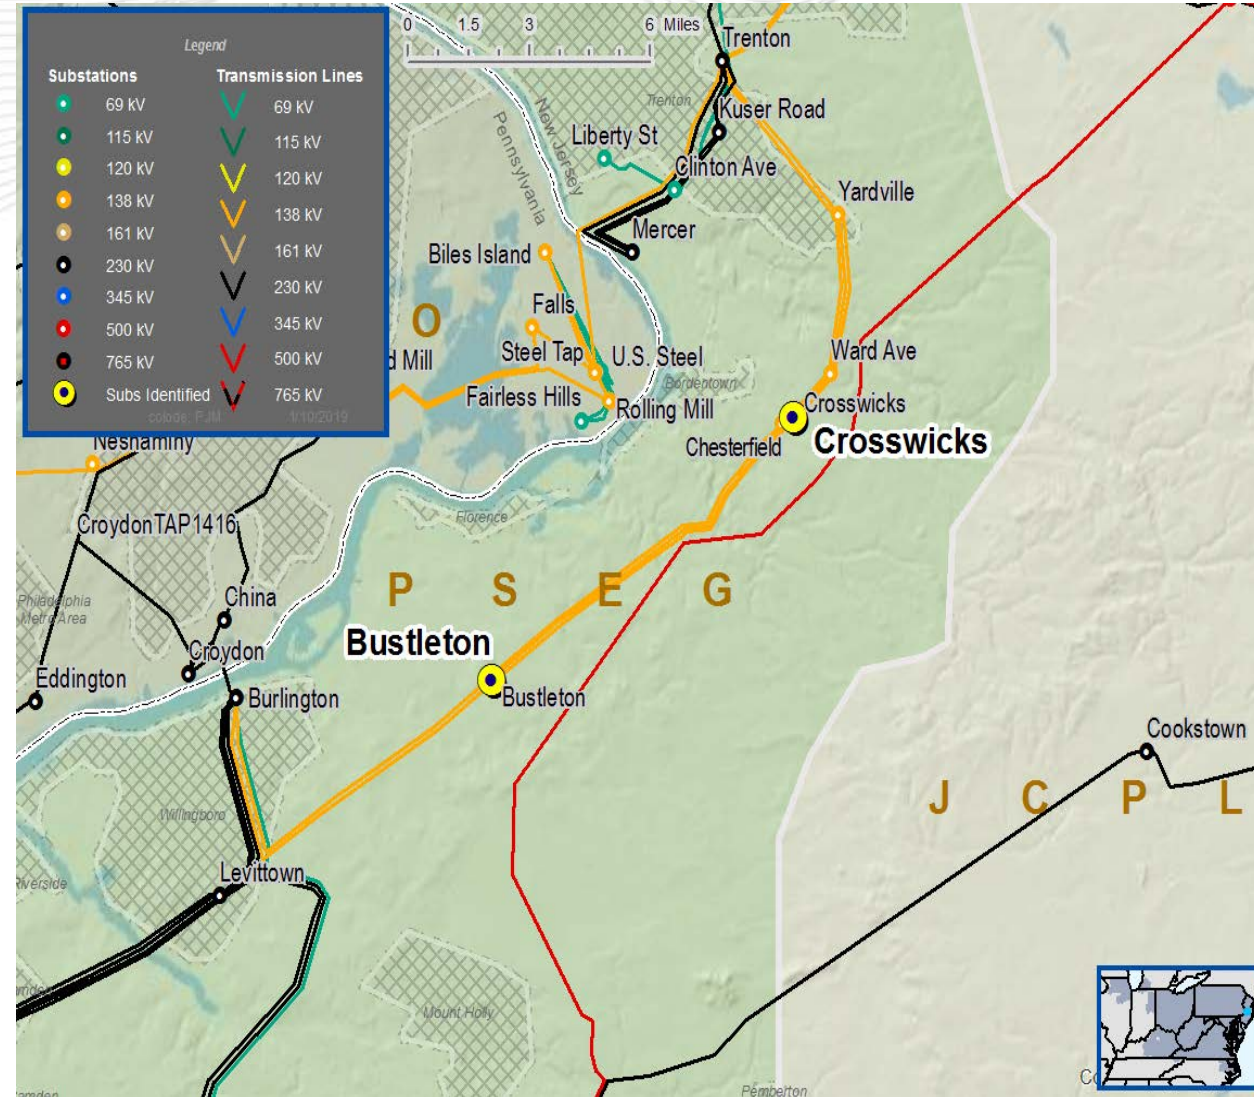 Legend
Substations
Transmission Lines
69 kV
69 kV
115 kV
115 kV
120 kV
120 kV
138 kV
138 kV
161 kV
161 kV
230 kV
230 kV
345 kV
345 kV
500 kV
500 kV
765 kV
765 kV
Subs Identified
1/10/2019
0 1.5 3 6 Miles
Trenton
Trenton
Kuser Road
New Jersey
Pennsylvania
Liberty St
Clinton Ave
Yardville
Mercer
Biles Island
Falls
O
d Mill
Steel Tap
U.S. Steel
Ward Ave
Bordentown
Fairless Hills
Rolling Mill
Crosswicks
Crosswicks
Chesterfield
Neshaminy
CroydonTAP1416
Florence
P S E G
Philadelphia
Metro Area
China
Bustleton
Croydon
Eddington
Burlington
Bustleton
Cookstown
J C P L
Willingboro
Levittown
Riverside
Mount Holly
Pemberton